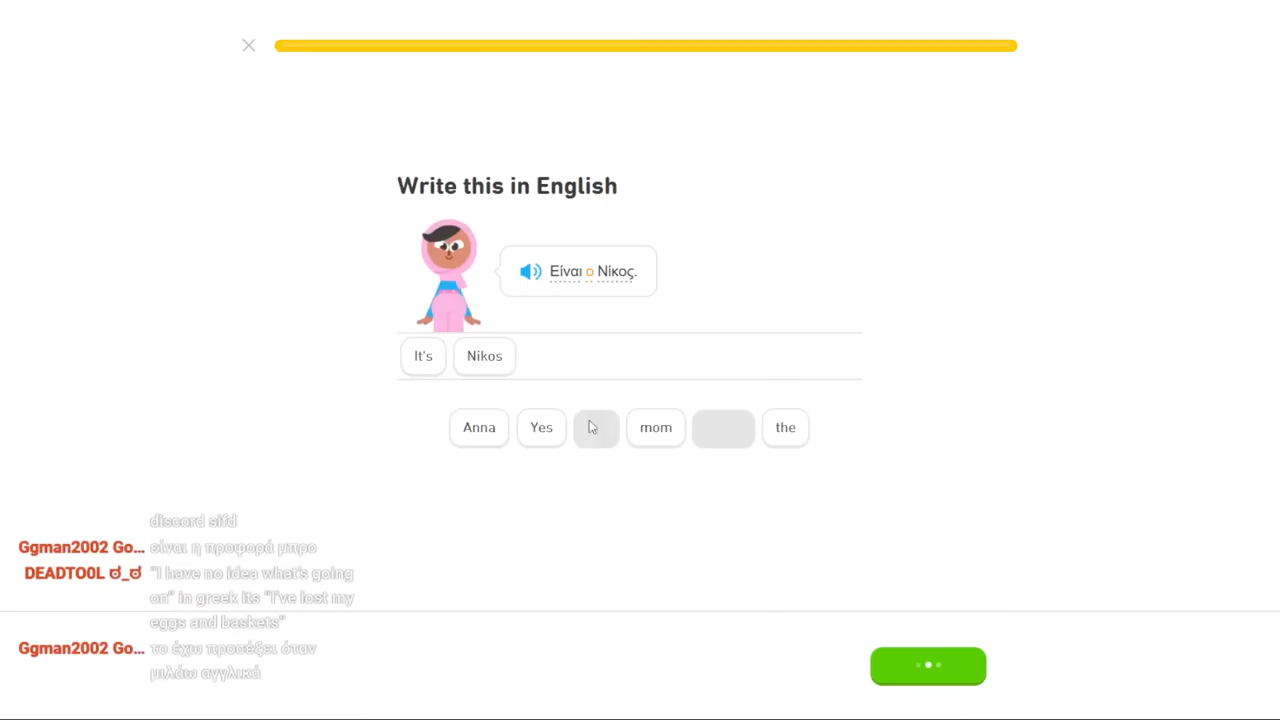 Write this in English
Είναι ο Νίκος.
It's Nikos
Anna Yes mom the
discord sifd
Ggman2002 Go... είναι η προφορά μπρο
DEADTO0L ಠ_ಠ "I have no idea what's going
on" in greek its "I've lost my
eggs and baskets"
Ggman2002 Go... το έχω προσέξει όταν
μιλάω αγγλικά